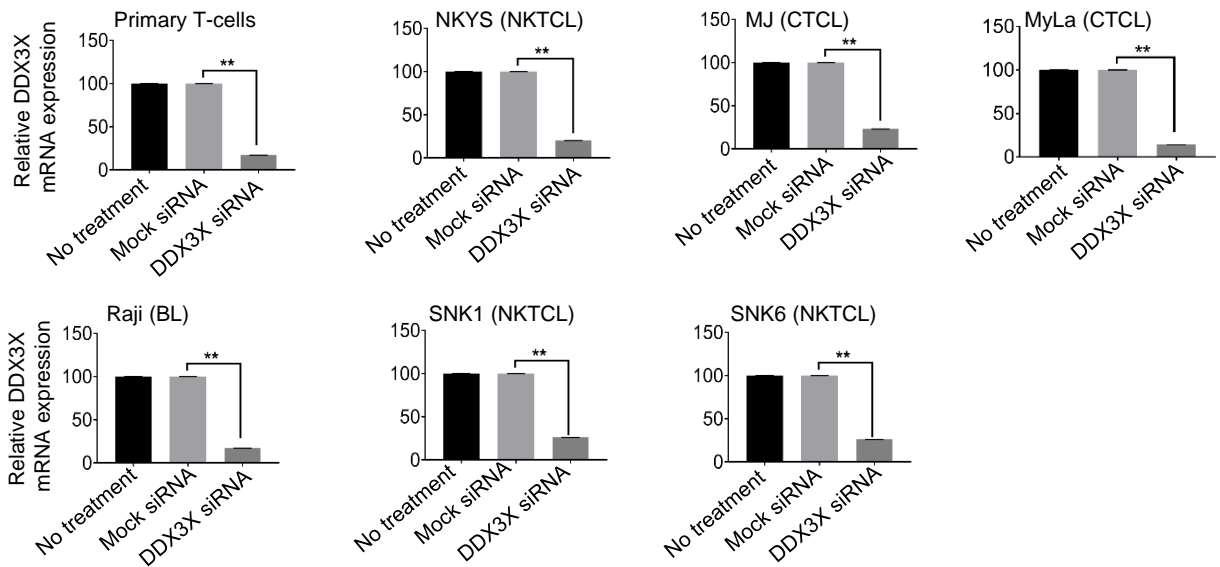 Primary T-cells
Relative DDX3X
mRNA expression
150
100
50
0
**
No treatment
Mock siRNA
DDX3X siRNA
NKYS (NKTCL)
150
100
50
0
**
No treatment
Mock siRNA
DDX3X siRNA
MJ (CTCL)
150
100
50
0
**
No treatment
Mock siRNA
DDX3X siRNA
MyLa (CTCL)
150
100
50
0
**
No treatment
Mock siRNA
DDX3X siRNA
Raji (BL)
Relative DDX3X
mRNA expression
150
100
50
0
**
No treatment
Mock siRNA
DDX3X siRNA
SNK1 (NKTCL)
150
100
50
0
**
No treatment
Mock siRNA
DDX3X siRNA
SNK6 (NKTCL)
150
100
50
0
**
No treatment
Mock siRNA
DDX3X siRNA